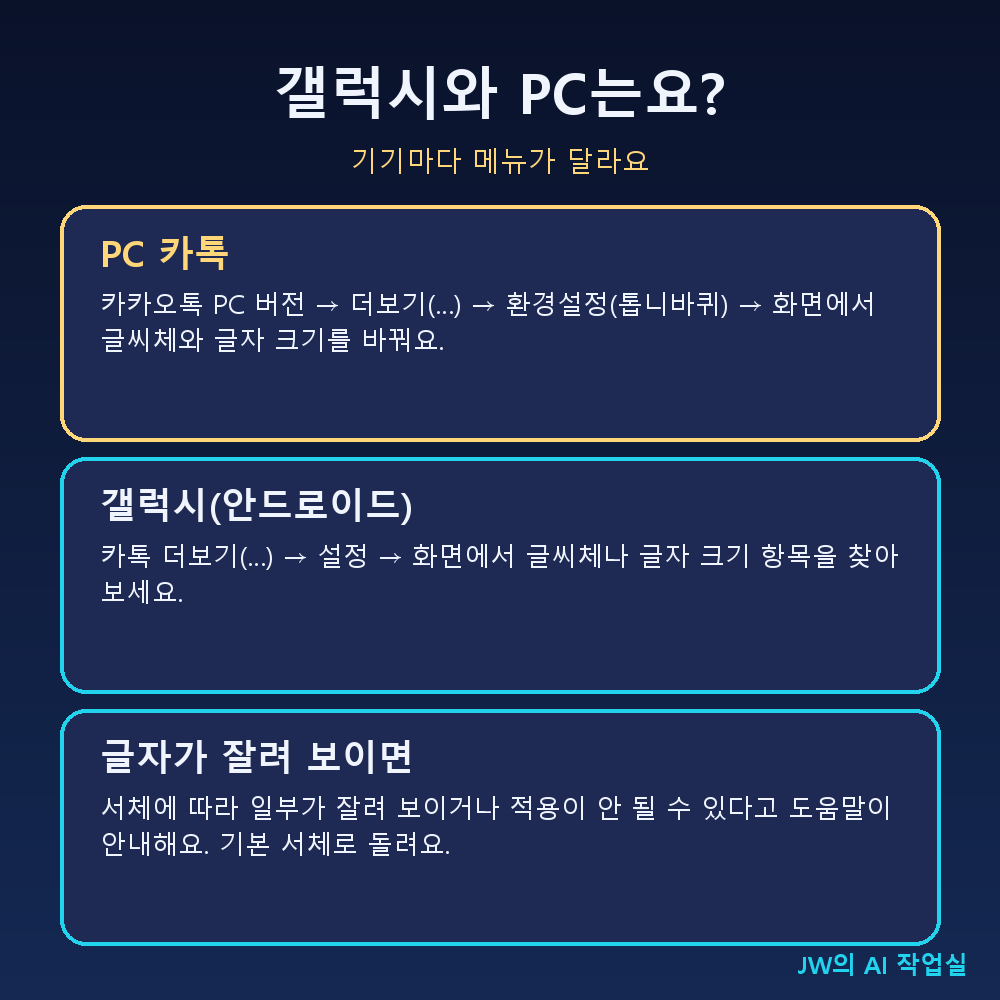 갤럭시와 PC는요?
기기마다 메뉴가 달라요
PC 카톡
카카오톡 PC 버전 → 더보기(...) → 환경설정(톱니바퀴) → 화면에서
글씨체와 글자 크기를 바꿔요.
갤럭시(안드로이드)
카톡 더보기(...) → 설정 → 화면에서 글씨체나 글자 크기 항목을 찾아
보세요.
글자가 잘려 보이면
서체에 따라 일부가 잘려 보이거나 적용이 안 될 수 있다고 도움말이
안내해요. 기본 서체로 돌려요.
JW의 AI 작업실